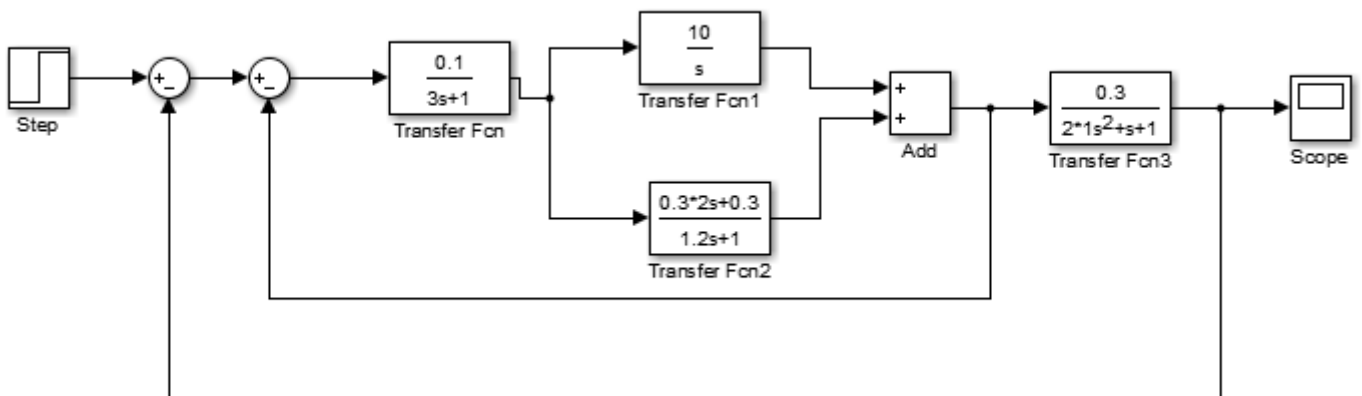 Step
+
−
+
−
0.1
3s+1
Transfer Fcn
10
s
Transfer Fcn1
0.3*2s+0.3
1.2s+1
Transfer Fcn2
+
+
Add
0.3
2*1s²+s+1
Transfer Fcn3
Scope